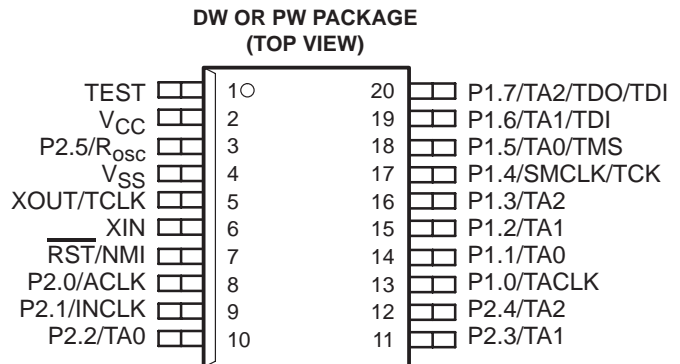 DW OR PW PACKAGE
(TOP VIEW)
TEST 1 20 P1.7/TA2/TDO/TDI
VCC 2 19 P1.6/TA1/TDI
P2.5/Rosc 3 18 P1.5/TA0/TMS
VSS 4 17 P1.4/SMCLK/TCK
XOUT/TCLK 5 16 P1.3/TA2
XIN 6 15 P1.2/TA1
RST/NMI 7 14 P1.1/TA0
P2.0/ACLK 8 13 P1.0/TACLK
P2.1/INCLK 9 12 P2.4/TA2
P2.2/TA0 10 11 P2.3/TA1